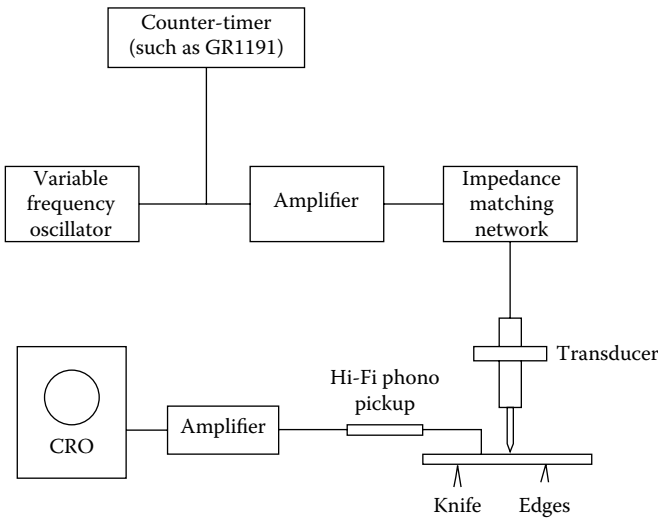 Counter-timer
(such as GR1191)
Variable
frequency
oscillator
Amplifier
Impedance
matching
network
Transducer
Hi-Fi phono
pickup
CRO
Amplifier
Knife
Edges